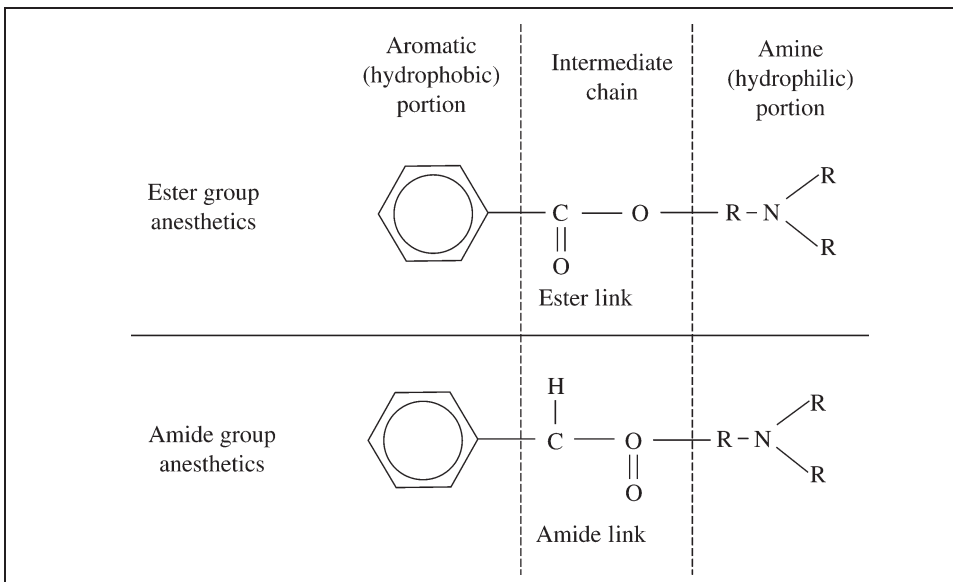 Aromatic
(hydrophobic)
portion
Intermediate
chain
Amine
(hydrophilic)
portion
Ester group
anesthetics
C O R N R R
O
Ester link
Amide group
anesthetics
H
C O R N R R
O
Amide link